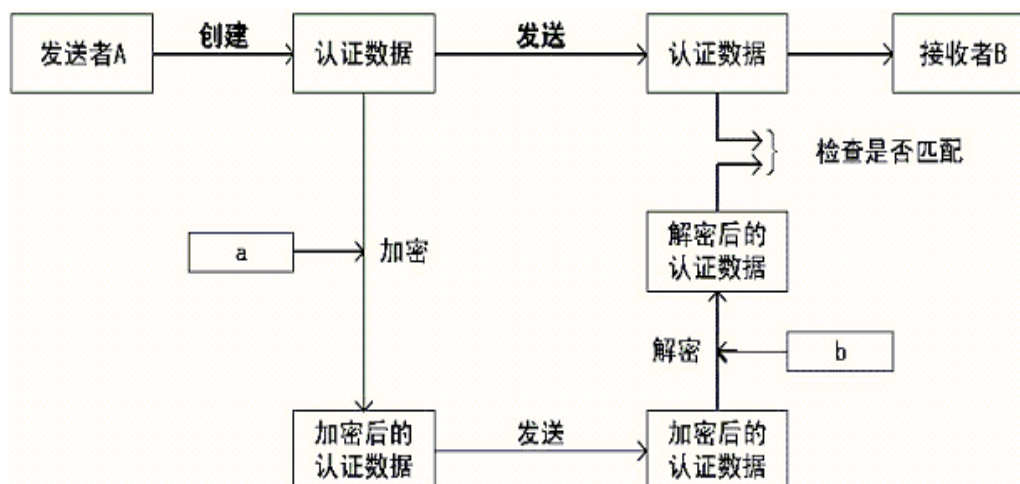 发送者A
创建
认证数据
发送
认证数据
接收者B
检查是否匹配
a
加密
解密后的
认证数据
解密
b
加密后的
认证数据
发送
加密后的
认证数据